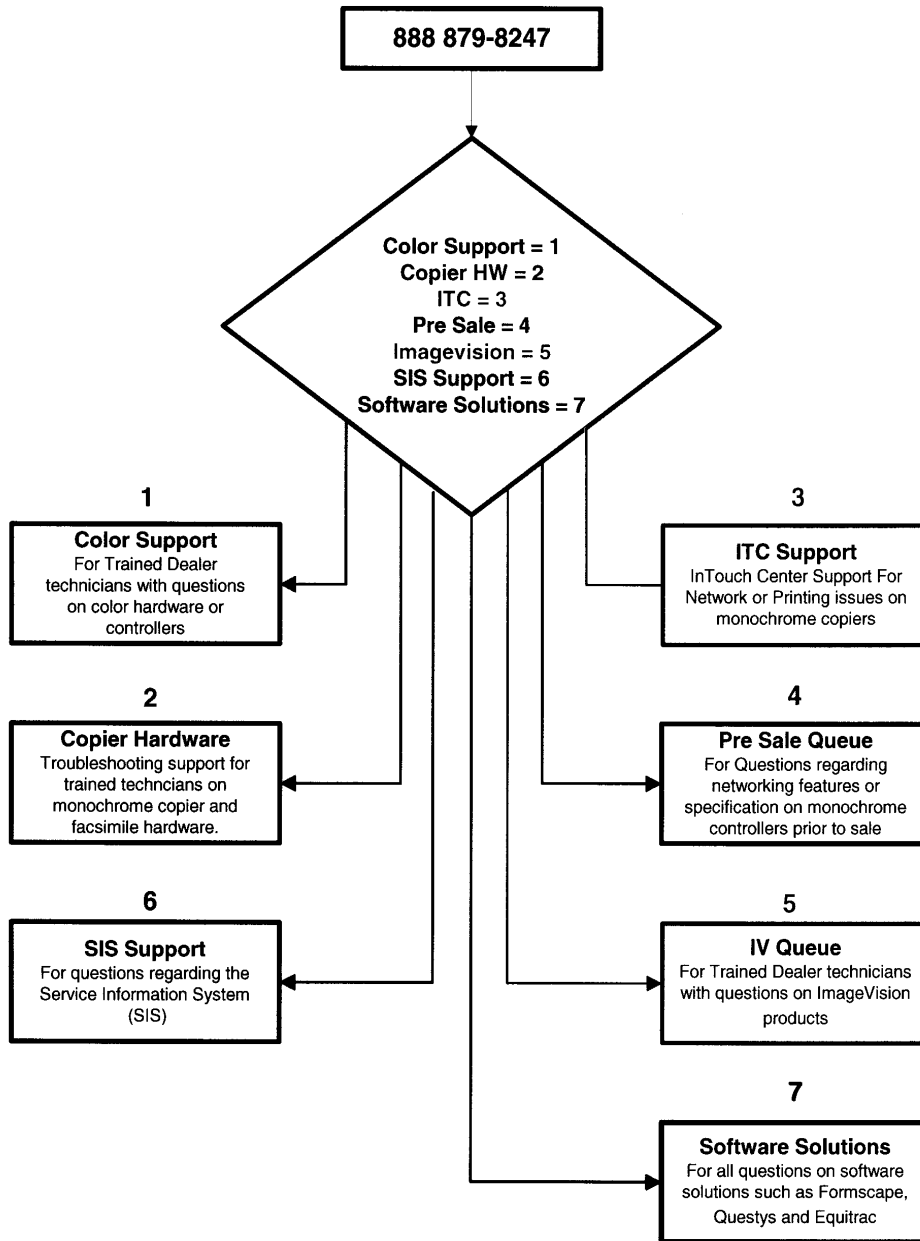 888 879-8247
Color Support = 1
Copier HW = 2
ITC = 3
Pre Sale = 4
Imagevision = 5
SIS Support = 6
Software Solutions = 7
1
Color Support
For Trained Dealer
technicians with questions
on color hardware or
controllers
3
ITC Support
InTouch Center Support For
Network or Printing issues on
monochrome copiers
2
Copier Hardware
Troubleshooting support for
trained techncians on
monochrome copier and
facsimile hardware.
4
Pre Sale Queue
For Questions regarding
networking features or
specification on monochrome
controllers prior to sale
6
SIS Support
For questions regarding the
Service Information System
(SIS)
5
IV Queue
For Trained Dealer technicians
with questions on ImageVision
products
7
Software Solutions
For all questions on software
solutions such as Formscape,
Questys and Equitrac